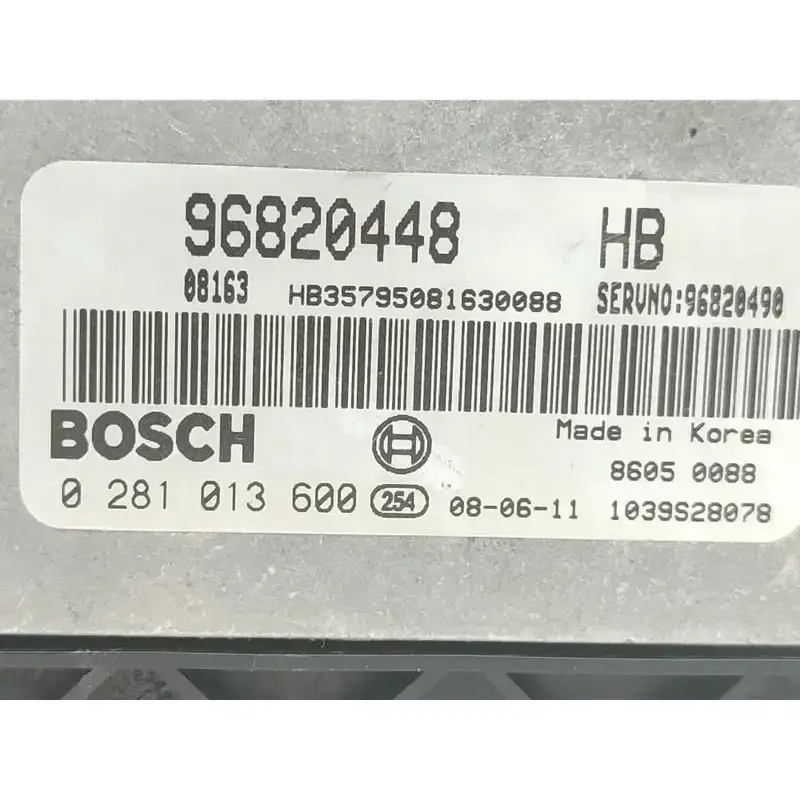 96820448 HB
08163 HB35795081630088 SERVNO:96820490
BOSCH Made in Korea
8605 0088
0 281 013 600 254 08-06-11 1039S28078